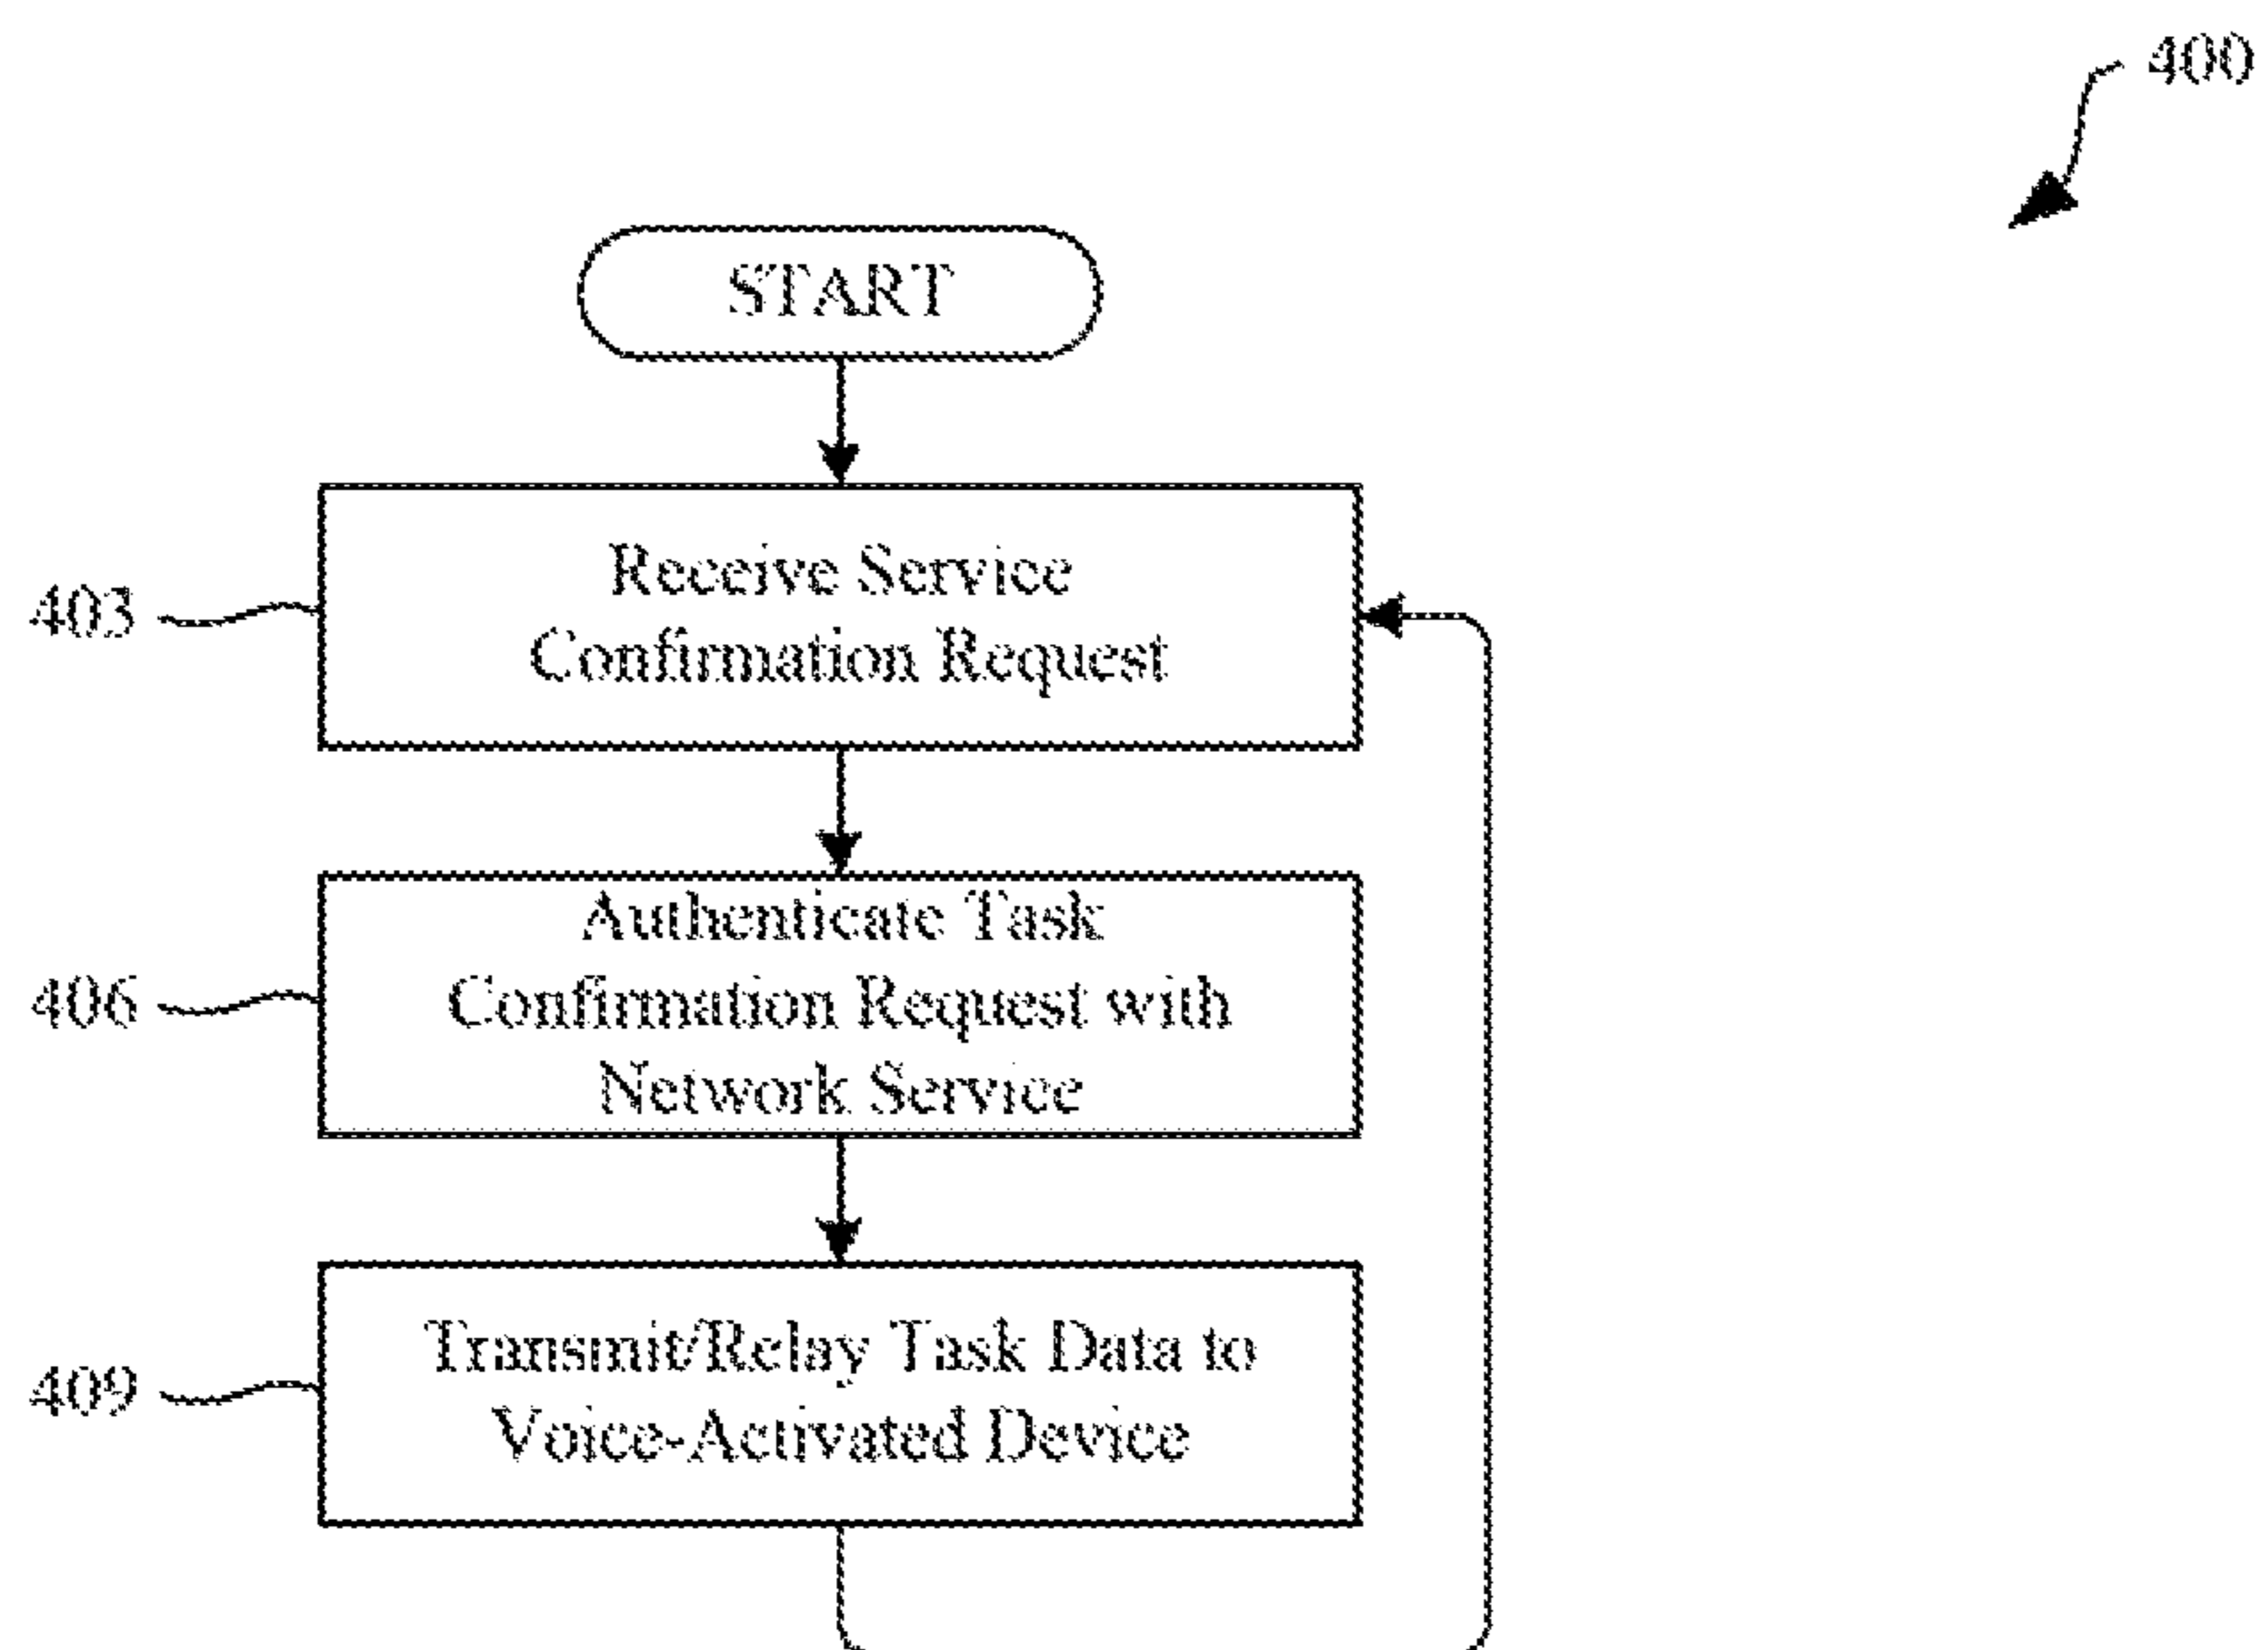 400
START
403
Receive Service
Confirmation Request
406
Authenticate Task
Confirmation Request with
Network Service
409
Transmit/Relay Task Data to
Voice-Activated Device